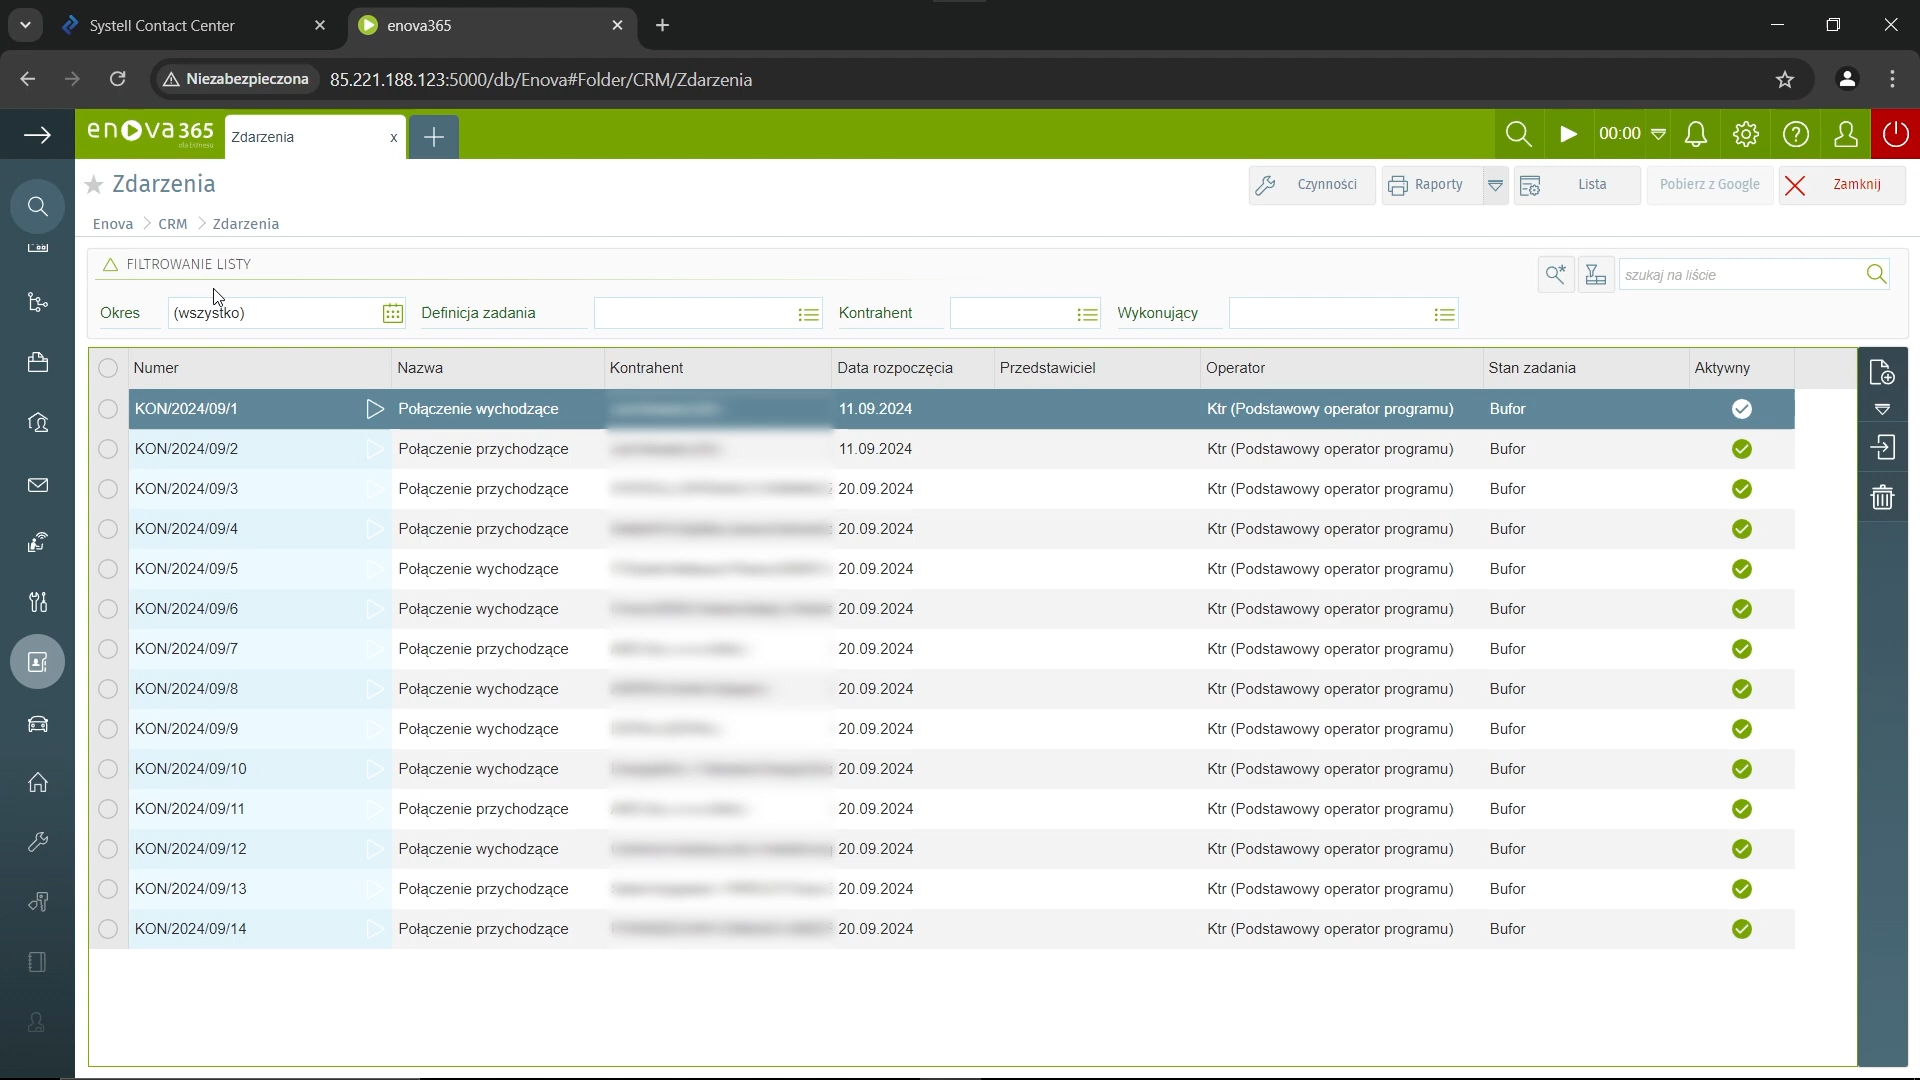 Systell Contact Center
enova365
Niezabezpieczona 85.221.188.123:5000/db/Enova#Folder/CRM/Zdarzenia
enova365 Zdarzenia x 00:00
Zdarzenia Czynności Raporty Lista Pobierz z Google Zamknij
Enova CRM Zdarzenia
FILTROWANIE LISTY szukaj na liście
Okres (wszystko) Definicja zadania Kontrahent Wykonujący
Numer Nazwa Kontrahent Data rozpoczęcia Przedstawiciel Operator Stan zadania Aktywny
KON/2024/09/1 Połączenie wychodzące 11.09.2024 Ktr (Podstawowy operator programu) Bufor
KON/2024/09/2 Połączenie przychodzące 11.09.2024 Ktr (Podstawowy operator programu) Bufor
KON/2024/09/3 Połączenie przychodzące 20.09.2024 Ktr (Podstawowy operator programu) Bufor
KON/2024/09/4 Połączenie przychodzące 20.09.2024 Ktr (Podstawowy operator programu) Bufor
KON/2024/09/5 Połączenie wychodzące 20.09.2024 Ktr (Podstawowy operator programu) Bufor
KON/2024/09/6 Połączenie wychodzące 20.09.2024 Ktr (Podstawowy operator programu) Bufor
KON/2024/09/7 Połączenie przychodzące 20.09.2024 Ktr (Podstawowy operator programu) Bufor
KON/2024/09/8 Połączenie wychodzące 20.09.2024 Ktr (Podstawowy operator programu) Bufor
KON/2024/09/9 Połączenie wychodzące 20.09.2024 Ktr (Podstawowy operator programu) Bufor
KON/2024/09/10 Połączenie wychodzące 20.09.2024 Ktr (Podstawowy operator programu) Bufor
KON/2024/09/11 Połączenie przychodzące 20.09.2024 Ktr (Podstawowy operator programu) Bufor
KON/2024/09/12 Połączenie wychodzące 20.09.2024 Ktr (Podstawowy operator programu) Bufor
KON/2024/09/13 Połączenie przychodzące 20.09.2024 Ktr (Podstawowy operator programu) Bufor
KON/2024/09/14 Połączenie przychodzące 20.09.2024 Ktr (Podstawowy operator programu) Bufor